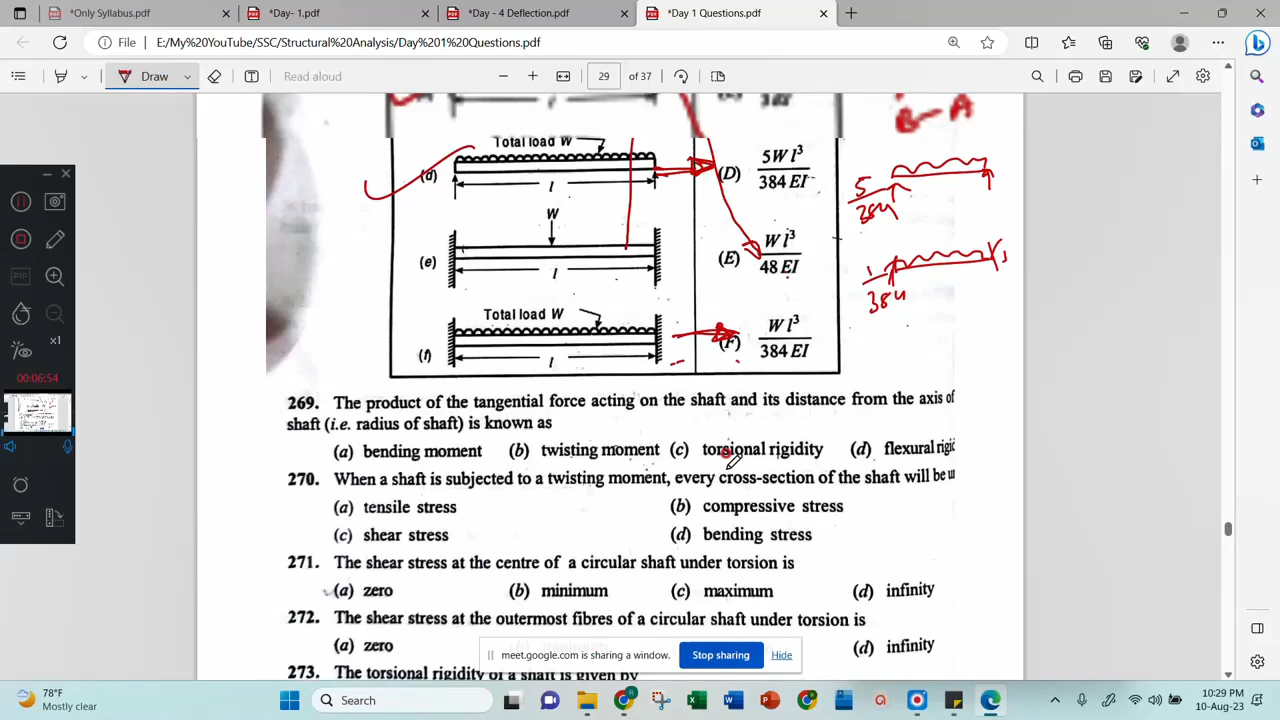 *Only Syllabus.pdf
*Day- 1.pdf
*Day - 4 Deflection.pdf
*Day 1 Questions.pdf
File
E:/My%20YouTube/SSC/Structural%20Analysis/Day%201%20Questions.pdf
Draw
Read aloud
29 of 37
B-A
Total load W
(d) l (D) 5Wl³/384 EI
5/384
W
(e) l (E) Wl³/48 EI
1/384
Total load W
(f) l (F) Wl³/384 EI
269. The product of the tangential force acting on the shaft and its distance from the axis of
shaft (i.e. radius of shaft) is known as
(a) bending moment (b) twisting moment (c) torsional rigidity (d) flexural
270. When a shaft is subjected to a twisting moment, every cross-section of the shaft will be
(a) tensile stress (b) compressive stress
(c) shear stress (d) bending stress
271. The shear stress at the centre of a circular shaft under torsion is
(a) zero (b) minimum (c) maximum (d) infinity
272. The shear stress at the outermost fibres of a circular shaft under torsion is
(a) zero (d) infinity
273. The torsional rigidity of a shaft is given by
meet.google.com is sharing a window. Stop sharing Hide
PIP
x1
00:06:54
78°F
Mostly clear
Search
10:29 PM
10-Aug-23